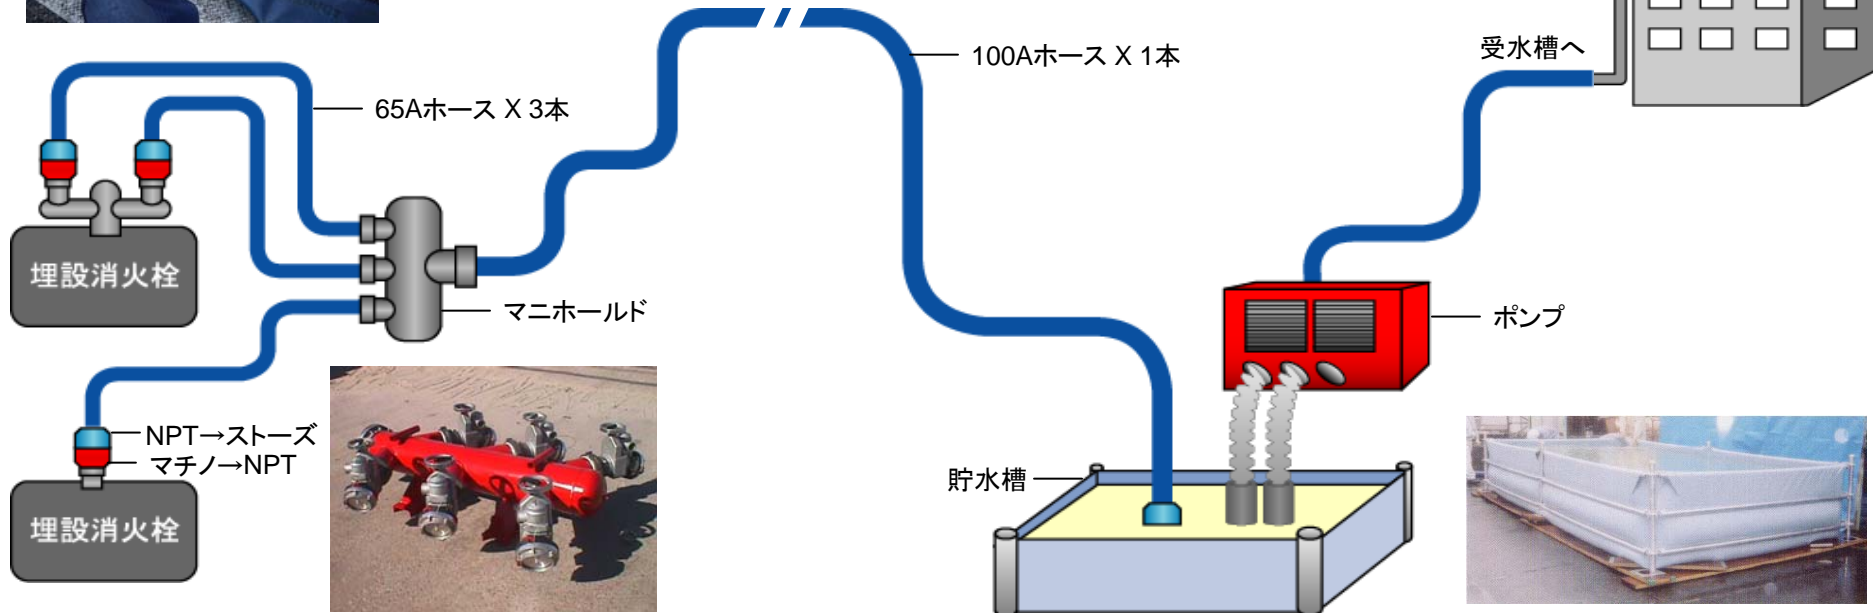 受水槽へ
100Aホース X 1本
65Aホース X 3本
埋設消火栓
マニホールド
ポンプ
NPT→ストーズ
マチノ→NPT
貯水槽
埋設消火栓